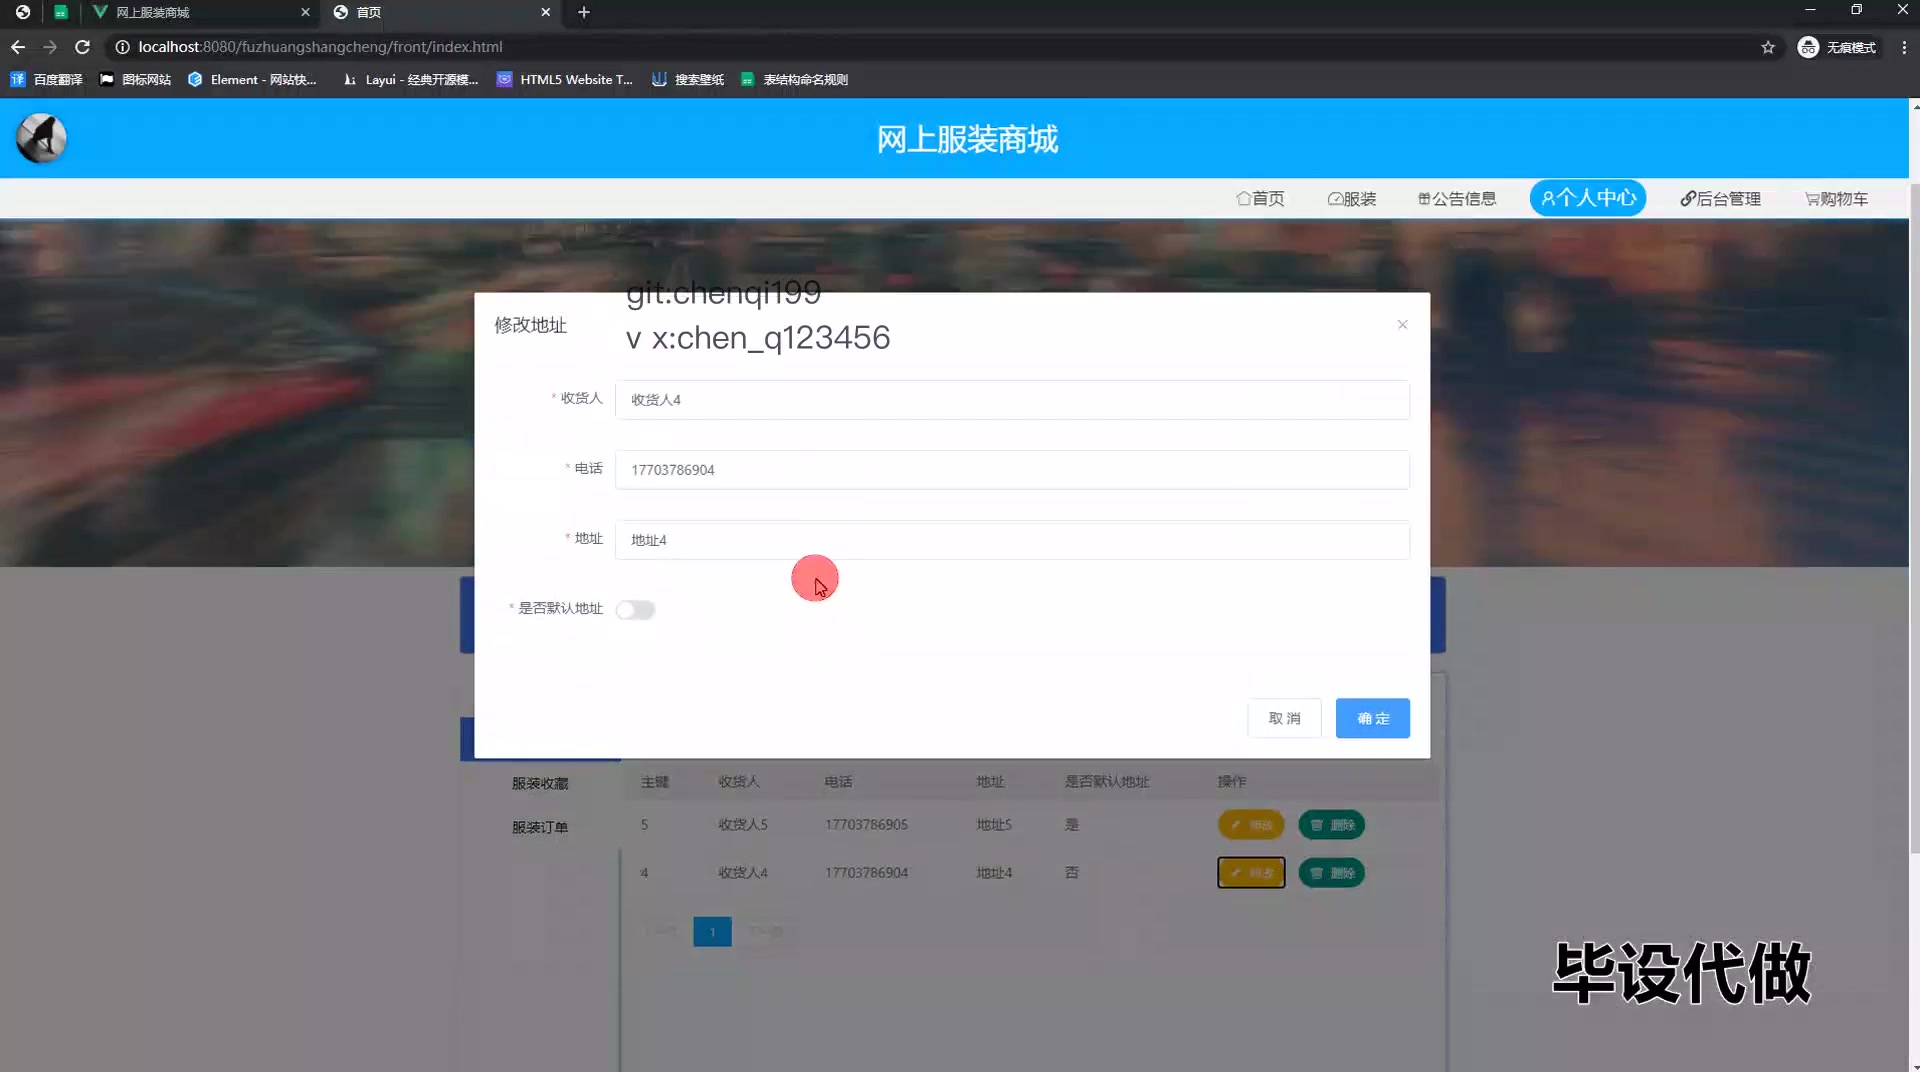 网上服装商城
首页
localhost:8080/fuzhuangshangcheng/front/index.html
无痕模式
百度翻译
图标网站
Element - 网站快...
Layui - 经典开源模...
HTML5 Website T...
搜索壁纸
表结构命名规则
网上服装商城
首页
服装
公告信息
个人中心
后台管理
购物车
git:chenqi199
v x:chen_q123456
修改地址
* 收货人 收货人4
* 电话 17703786904
* 地址 地址4
* 是否默认地址
取 消
确 定
服装收藏
服装订单
主键 收货人 电话 地址 是否默认地址 操作
5 收货人5 17703786905 地址5 是 修改 删除
4 收货人4 17703786904 地址4 否 修改 删除
1
毕设代做